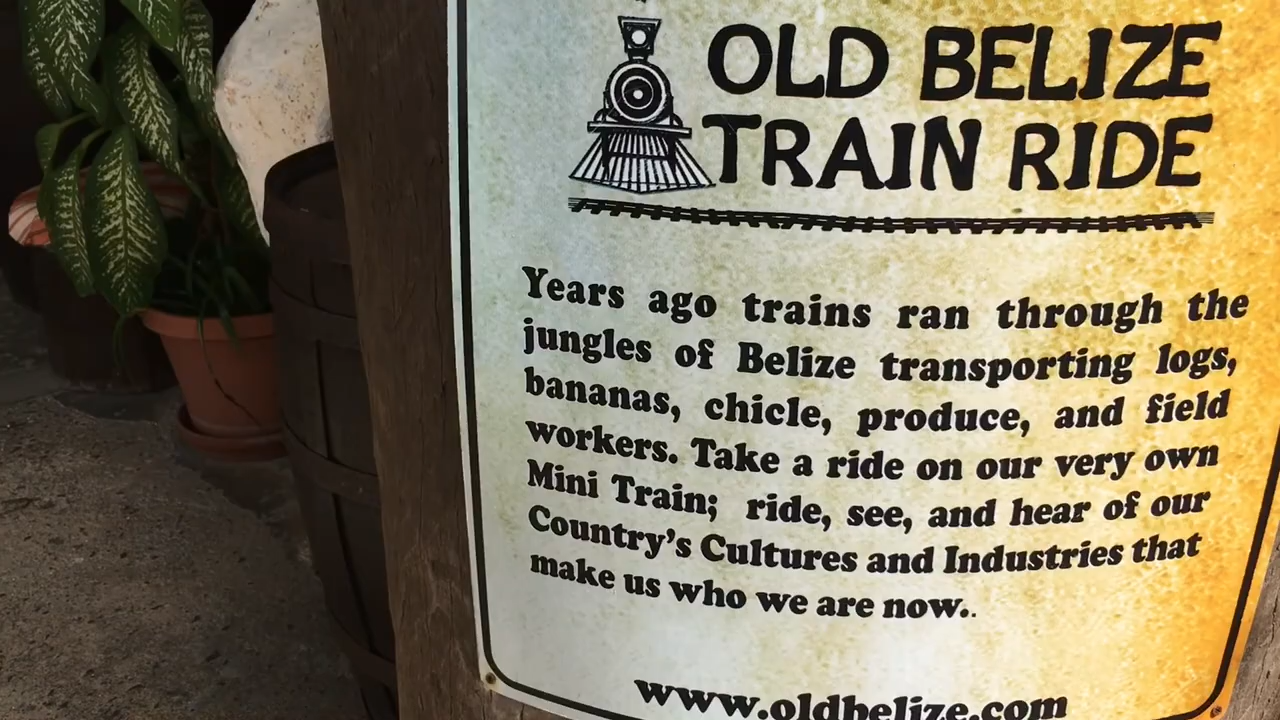 OLD BELIZE
TRAIN RIDE
Years ago trains ran through the
jungles of Belize transporting logs,
bananas, chicle, produce, and field
workers. Take a ride on our very own
Mini Train; ride, see, and hear of our
Country's Cultures and Industries that
make us who we are now..
www.oldbelize.com